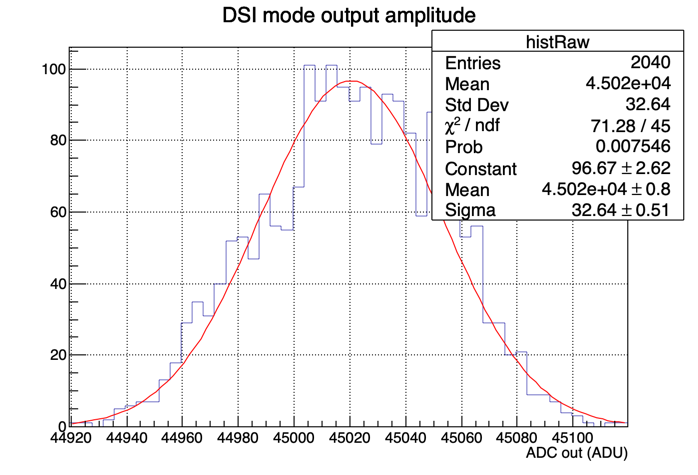 DSI mode output amplitude
histRaw
Entries 2040
Mean 4.502e+04
Std Dev 32.64
χ² / ndf 71.28 / 45
Prob 0.007546
Constant 96.67 ± 2.62
Mean 4.502e+04 ± 0.8
Sigma 32.64 ± 0.51
100
80
60
40
20
0
44920 44940 44960 44980 45000 45020 45040 45060 45080 45100
ADC out (ADU)